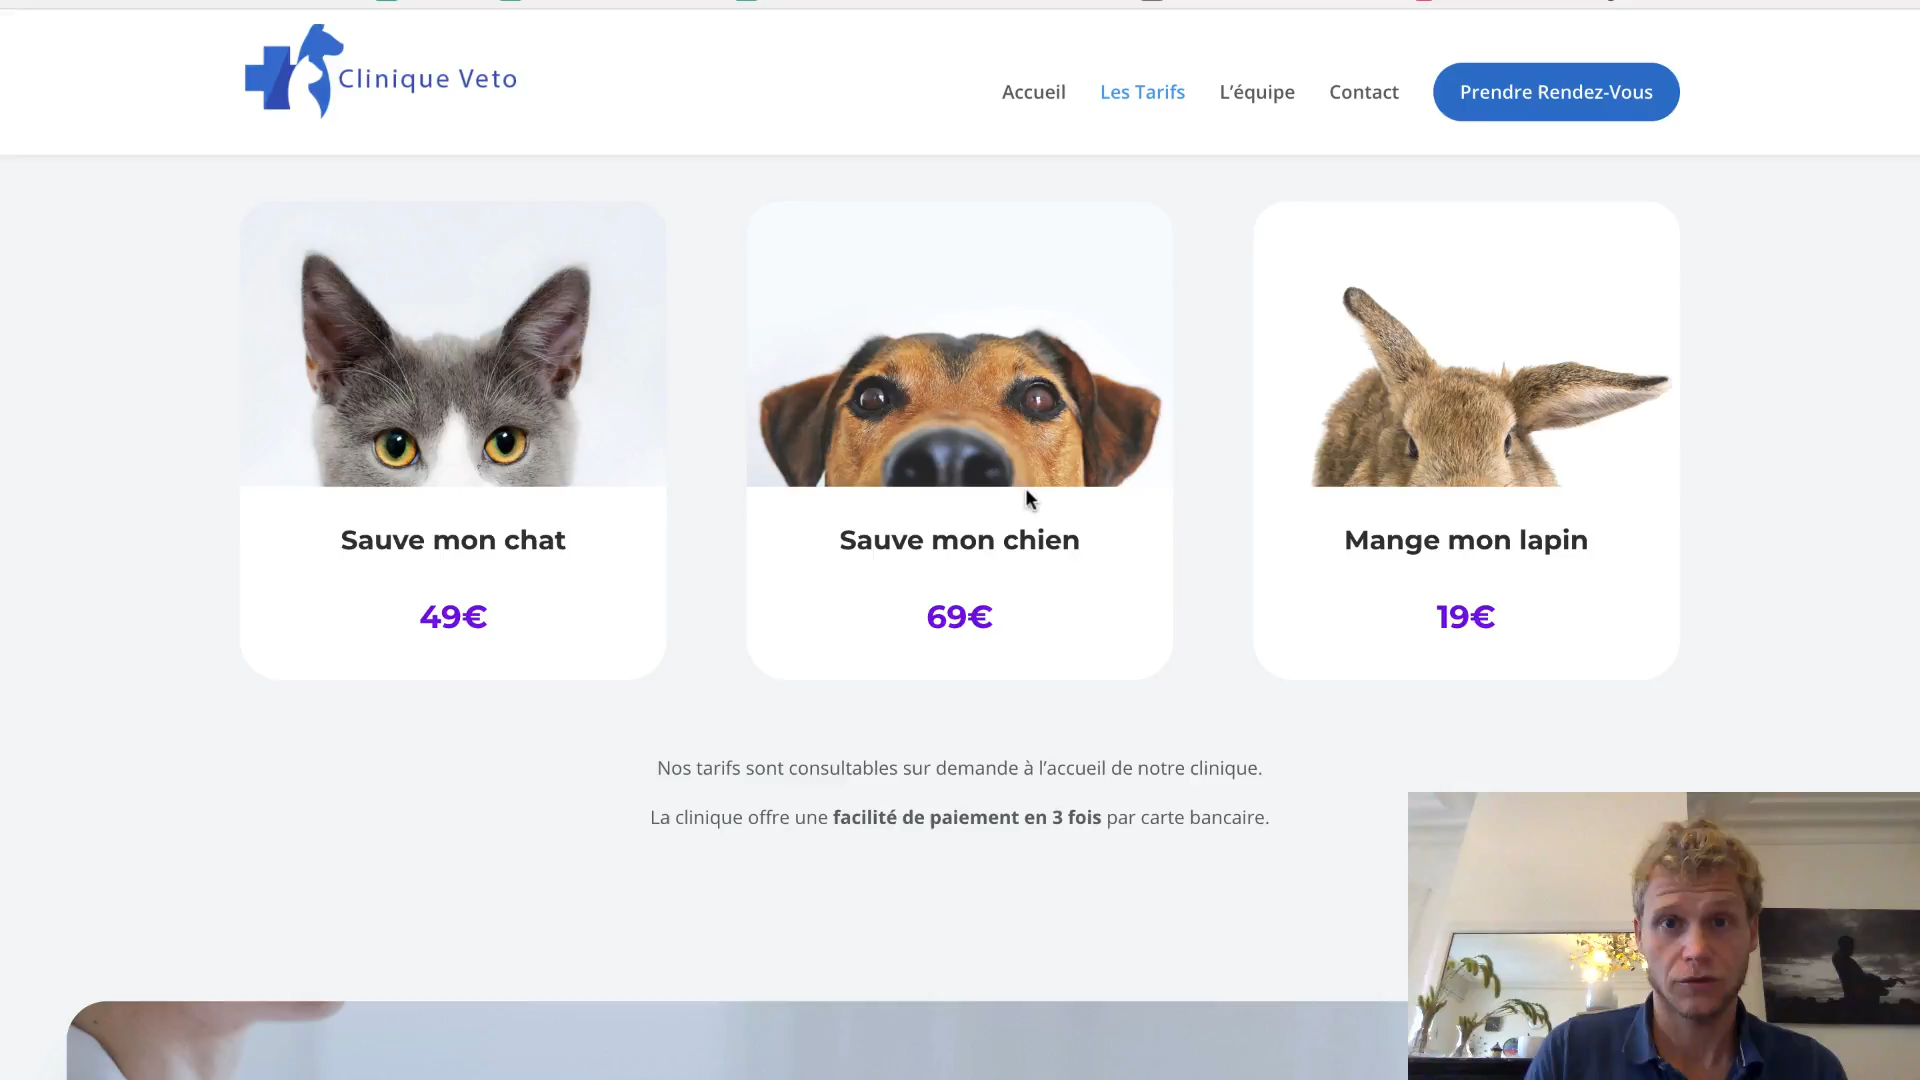 Clinique Veto
Accueil
Les Tarifs
L’équipe
Contact
Prendre Rendez-Vous
Sauve mon chat
49€
Sauve mon chien
69€
Mange mon lapin
19€
Nos tarifs sont consultables sur demande à l’accueil de notre clinique.
La clinique offre une facilité de paiement en 3 fois par carte bancaire.